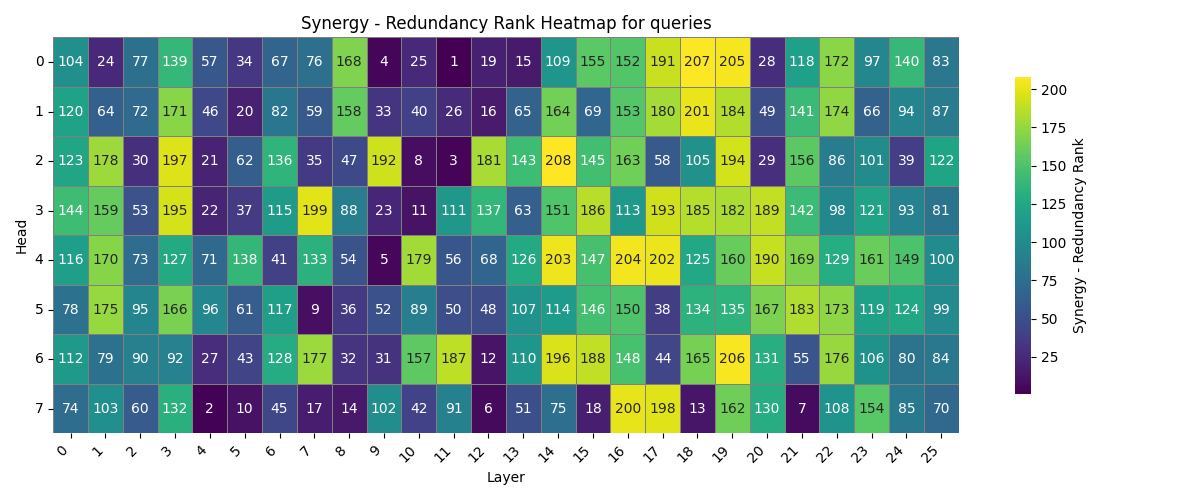 Synergy - Redundancy Rank Heatmap for queries
0 104 24 77 139 57 34 67 76 168 4 25 1 19 15 109 155 152 191 207 205 28 118 172 97 140 83
1 120 64 72 171 46 20 82 59 158 33 40 26 16 65 164 69 153 180 201 184 49 141 174 66 94 87
2 123 178 30 197 21 62 136 35 47 192 8 3 181 143 208 145 163 58 105 194 29 156 86 101 39 122
3 144 159 53 195 22 37 115 199 88 23 11 111 137 63 151 186 113 193 185 182 189 142 98 121 93 81
4 116 170 73 127 71 138 41 133 54 5 179 56 68 126 203 147 204 202 125 160 190 169 129 161 149 100
5 78 175 95 166 96 61 117 9 36 52 89 50 48 107 114 146 150 38 134 135 167 183 173 119 124 99
6 112 79 90 92 27 43 128 177 32 31 157 187 12 110 196 188 148 44 165 206 131 55 176 106 80 84
7 74 103 60 132 2 10 45 17 14 102 42 91 6 51 75 18 200 198 13 162 130 7 108 154 85 70
0 1 2 3 4 5 6 7 8 9 10 11 12 13 14 15 16 17 18 19 20 21 22 23 24 25
Layer
Head
200
175
150
125
100
75
50
25
Synergy - Redundancy Rank